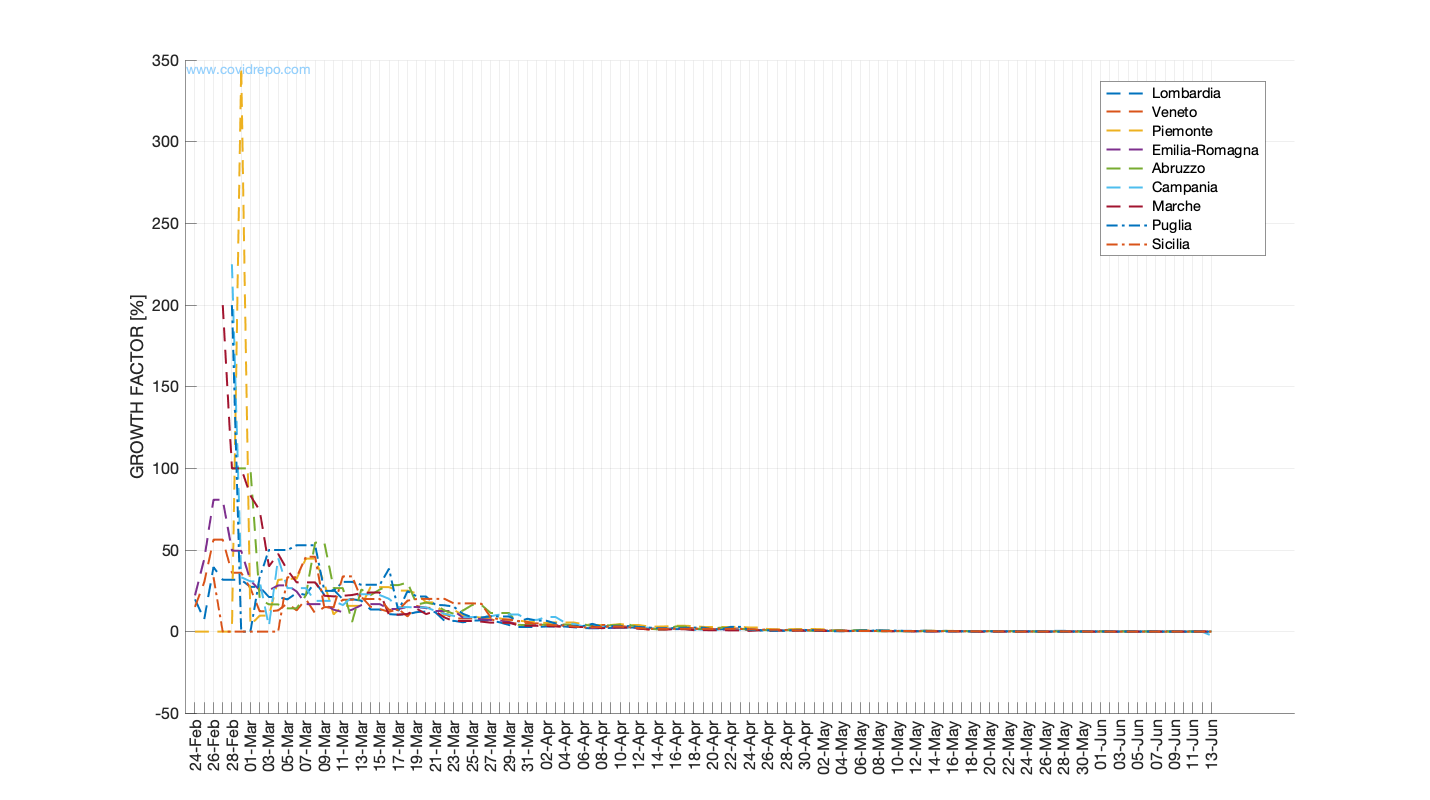 www.covidrepo.com
350
300
250
200
150
100
50
0
-50
GROWTH FACTOR [%]
Lombardia
Veneto
Piemonte
Emilia-Romagna
Abruzzo
Campania
Marche
Puglia
Sicilia
24-Feb
26-Feb
28-Feb
01-Mar
03-Mar
05-Mar
07-Mar
09-Mar
11-Mar
13-Mar
15-Mar
17-Mar
19-Mar
21-Mar
23-Mar
25-Mar
27-Mar
29-Mar
31-Mar
02-Apr
04-Apr
06-Apr
08-Apr
10-Apr
12-Apr
14-Apr
16-Apr
18-Apr
20-Apr
22-Apr
24-Apr
26-Apr
28-Apr
30-Apr
02-May
04-May
06-May
08-May
10-May
12-May
14-May
16-May
18-May
20-May
22-May
24-May
26-May
28-May
30-May
01-Jun
03-Jun
05-Jun
07-Jun
09-Jun
11-Jun
13-Jun